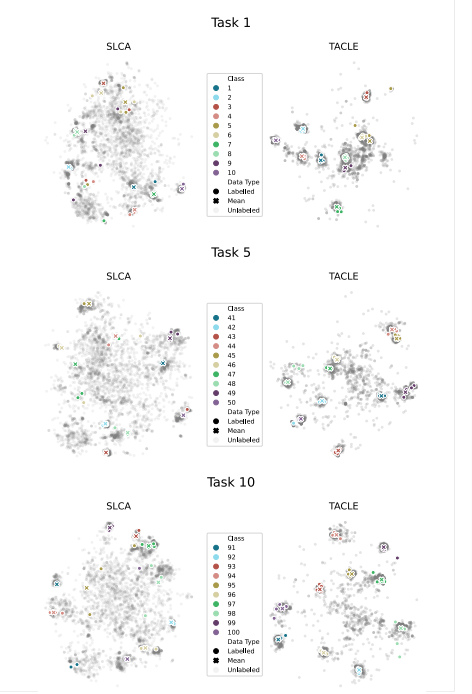 Task 1
SLCA
TACLE
Class
1
2
3
4
5
6
7
8
9
10
Data Type
Labelled
Mean
Unlabeled
Task 5
SLCA
TACLE
Class
41
42
43
44
45
46
47
48
49
50
Data Type
Labelled
Mean
Unlabeled
Task 10
SLCA
TACLE
Class
91
92
93
94
95
96
97
98
99
100
Data Type
Labelled
Mean
Unlabeled